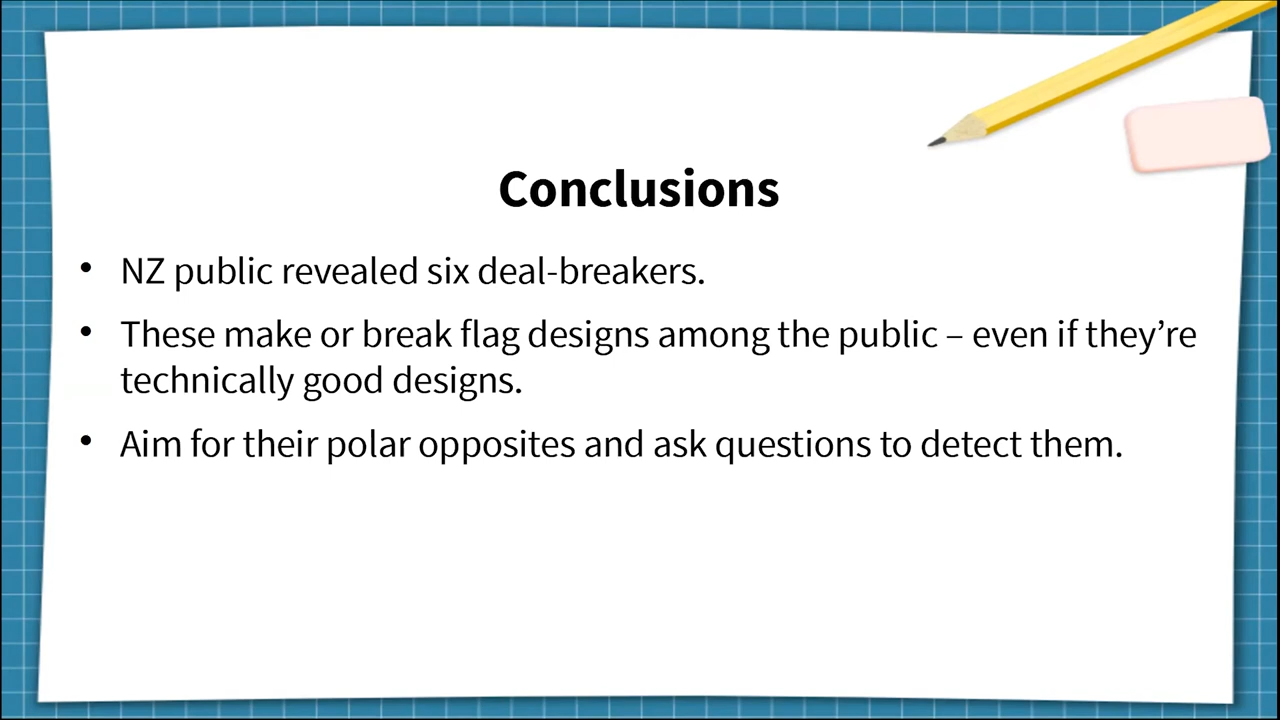 Conclusions
• NZ public revealed six deal-breakers.
• These make or break flag designs among the public – even if they’re
technically good designs.
• Aim for their polar opposites and ask questions to detect them.